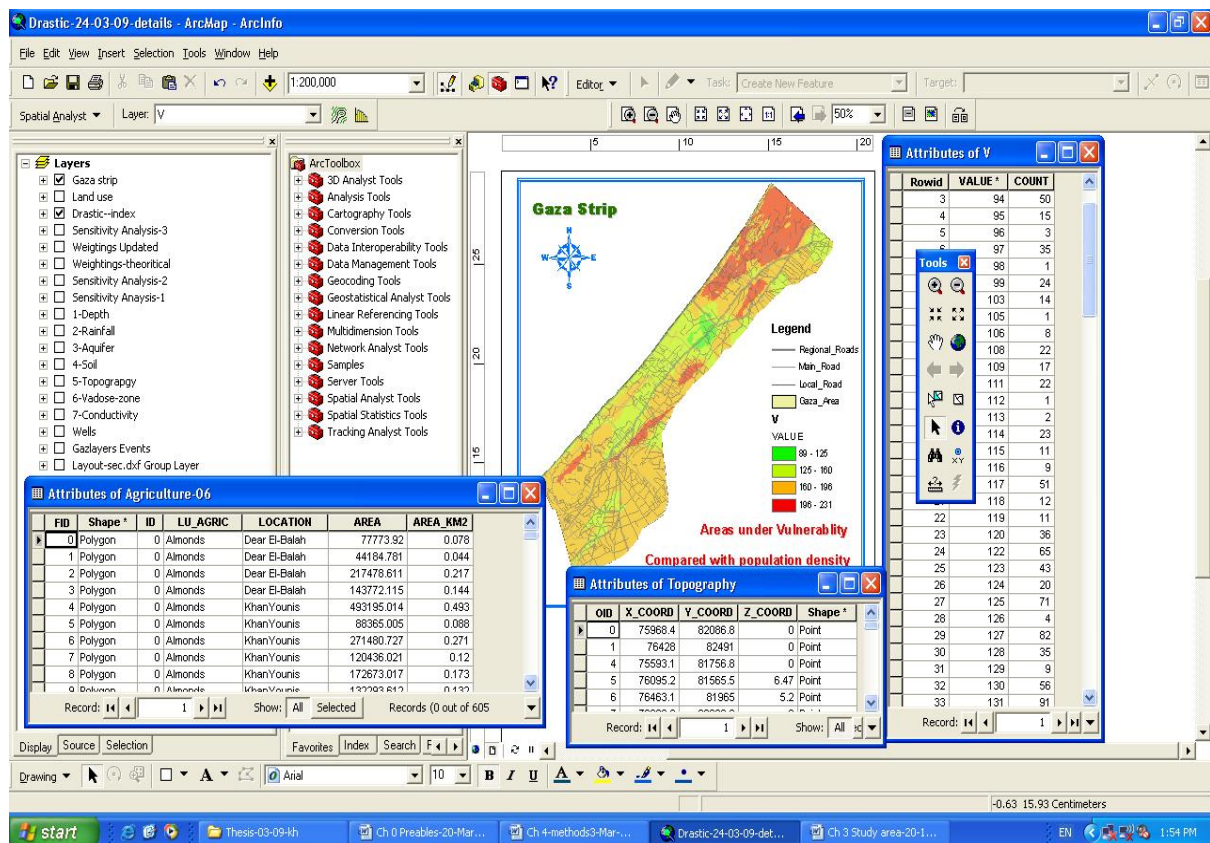 Drastic-24-03-09-details - ArcMap - ArcInfo
File Edit View Insert Selection Tools Window Help
1:200,000 Editor Task: Create New Feature Target:
Spatial Analyst Layer: V 50%
Layers
Gaza strip
Land use
Drastic--index
Sensitivity Analysis-3
Weigtings Updated
Weightings-theoritical
Sensitivity Analysis-2
Sensitivity Anaysis-1
1-Depth
2-Rainfall
3-Aquifer
4-Soil
5-Topograpgy
6-Vadose-zone
7-Conductivity
Wells
Gazlayers Events
Layout-sec.dxf Group Layer
ArcToolbox
3D Analyst Tools
Analysis Tools
Cartography Tools
Conversion Tools
Data Interoperability Tools
Data Management Tools
Geocoding Tools
Geostatistical Analyst Tools
Linear Referencing Tools
Multidimension Tools
Network Analyst Tools
Samples
Server Tools
Spatial Analyst Tools
Spatial Statistics Tools
Tracking Analyst Tools
5 10 15 20
25
20
15
Gaza Strip
N
W E
S
Legend
Regional_Roads
Main_Road
Local_Road
Gaza_Area
V
VALUE
89 - 125
125 - 160
160 - 196
196 - 231
Areas under Vulnerablity
Compared with population density
Attributes of V
Rowid VALUE * COUNT
3 94 50
4 95 15
5 96 3
97 35
98 1
99 24
103 14
105 1
106 8
108 22
109 17
111 22
112 1
113 2
114 23
115 11
116 9
117 51
118 12
22 119 11
23 120 36
24 122 65
25 123 43
26 124 20
27 125 71
28 126 4
29 127 82
30 128 35
31 129 9
32 130 56
33 131 91
Record: 1
Tools
XY
Attributes of Agriculture-06
FID Shape * ID LU_AGRIC LOCATION AREA AREA_KM2
0 Polygon 0 Almonds Dear El-Balah 77773.92 0.078
1 Polygon 0 Almonds Dear El-Balah 44184.781 0.044
2 Polygon 0 Almonds Dear El-Balah 217478.611 0.217
3 Polygon 0 Almonds Dear El-Balah 143772.115 0.144
4 Polygon 0 Almonds KhanYounis 493195.014 0.493
5 Polygon 0 Almonds KhanYounis 88365.005 0.088
6 Polygon 0 Almonds KhanYounis 271480.727 0.271
7 Polygon 0 Almonds KhanYounis 120436.021 0.12
8 Polygon 0 Almonds KhanYounis 172673.017 0.173
9 Polygon 0 Almonds KhanYounis 132293.612 0.132
Record: 1 Show: All Selected Records (0 out of 605
Attributes of Topography
OID X_COORD Y_COORD Z_COORD Shape *
0 75968.4 82086.8 0 Point
1 76428 82491 0 Point
4 75593.1 81756.8 0 Point
5 76095.2 81565.5 6.47 Point
6 76463.1 81965 5.2 Point
Record: 1 Show: All
Display Source Selection
Favorites Index Search F
Drawing A Arial 10 B I U A
-0.63 15.93 Centimeters
start Thesis-03-09-kh Ch 0 Preables-20-Mar... Ch 4-methods3-Mar-... Drastic-24-03-09-det... Ch 3 Study area-20-1... EN 1:54 PM